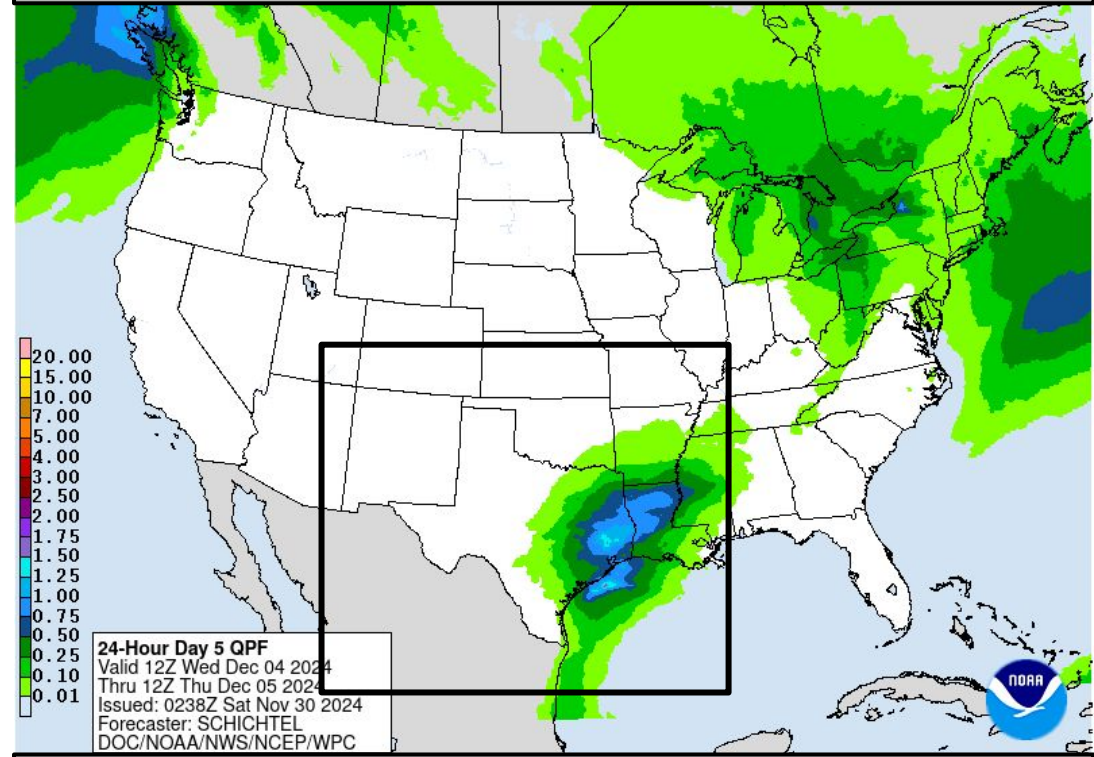 20.00
15.00
10.00
7.00
5.00
4.00
3.00
2.50
2.00
1.75
1.50
1.25
1.00
0.75
0.50
0.25
0.10
0.01
24-Hour Day 5 QPF
Valid 12Z Wed Dec 04 2024
Thru 12Z Thu Dec 05 2024
Issued: 0238Z Sat Nov 30 2024
Forecaster: SCHICHTEL
DOC/NOAA/NWS/NCEP/WPC
NOAA